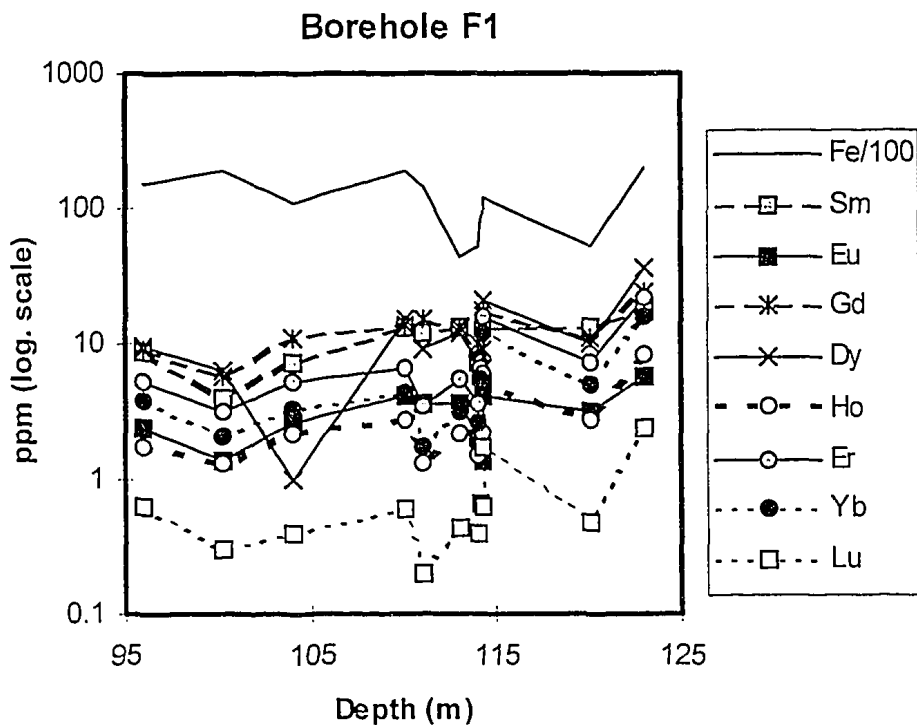 Borehole F1
1000
100
10
1
0.1
ppm (log. scale)
95
105
115
125
Depth (m)
Fe/100
Sm
Eu
Gd
Dy
Ho
Er
Yb
Lu